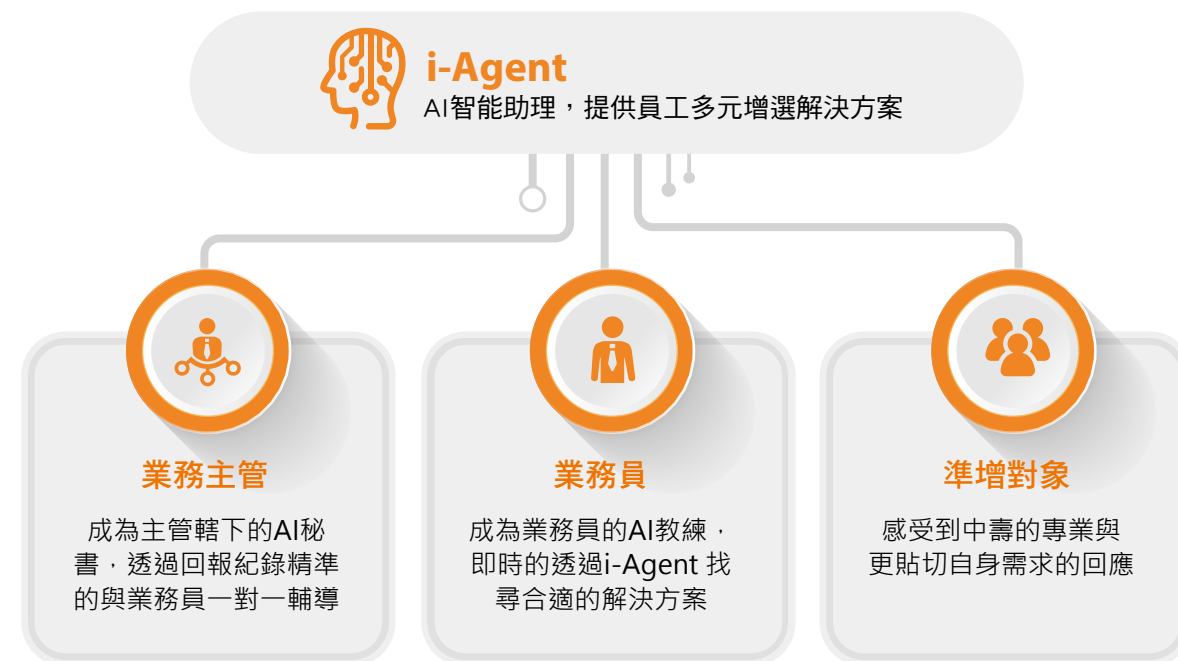 i-Agent
AI智能助理，提供員工多元增選解決方案
業務主管
成為主管轄下的AI秘
書，透過回報紀錄精準
的與業務員一對一輔導
業務員
成為業務員的AI教練，
即時的透過i-Agent 找
尋合適的解決方案
準增對象
感受到中壽的專業與
更貼切自身需求的回應